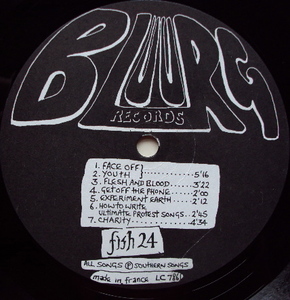 BLUURG
RECORDS
1. FACE OFF
2. YOUTH 5'16
3. FLESH AND BLOOD 3'22
4. GET OFF THE PHONE 2'00
5. EXPERIMENT EARTH 2'12
6. HOW TO WRITE
ULTIMATE PROTEST SONGS 2'45
7. CHARITY 4'34
fish 24
ALL SONGS Ⓟ SOUTHERN SONGS
made in france LC